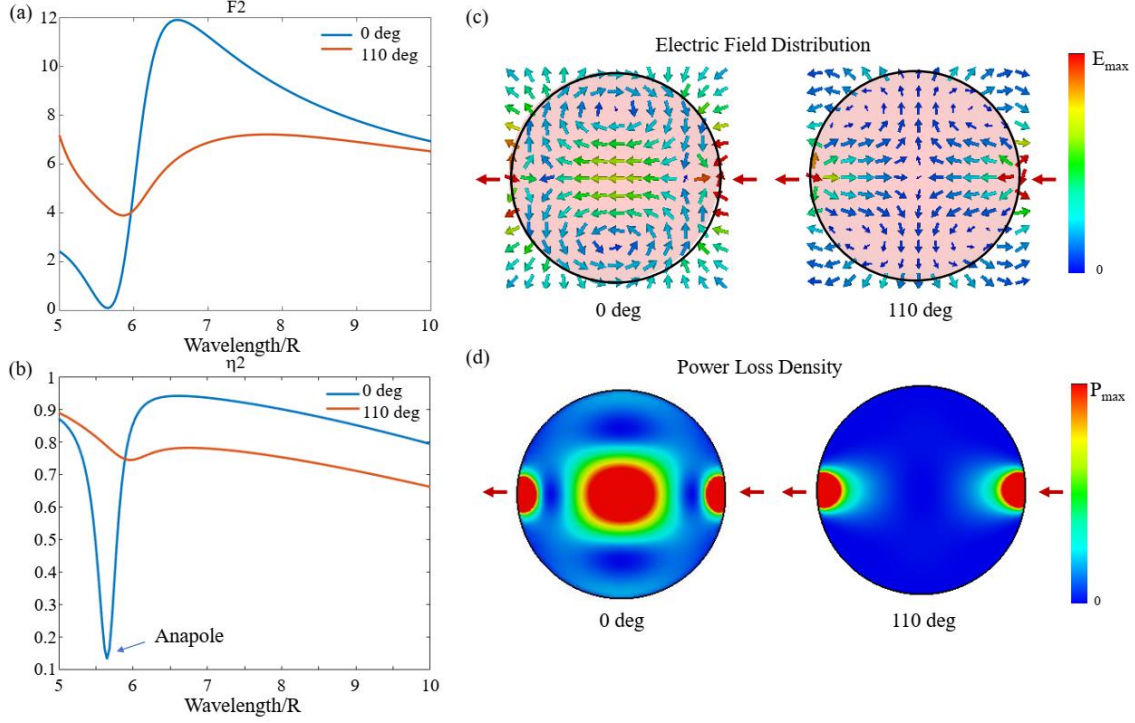 (a)
F2
12
10
8
6
4
2
0
0 deg
110 deg
5
6
7
8
9
10
Wavelength/R
(b)
η2
1
0.9
0.8
0.7
0.6
0.5
0.4
0.3
0.2
0.1
0 deg
110 deg
Anapole
5
6
7
8
9
10
Wavelength/R
(c)
Electric Field Distribution
Emax
0
0 deg
110 deg
(d)
Power Loss Density
Pmax
0
0 deg
110 deg